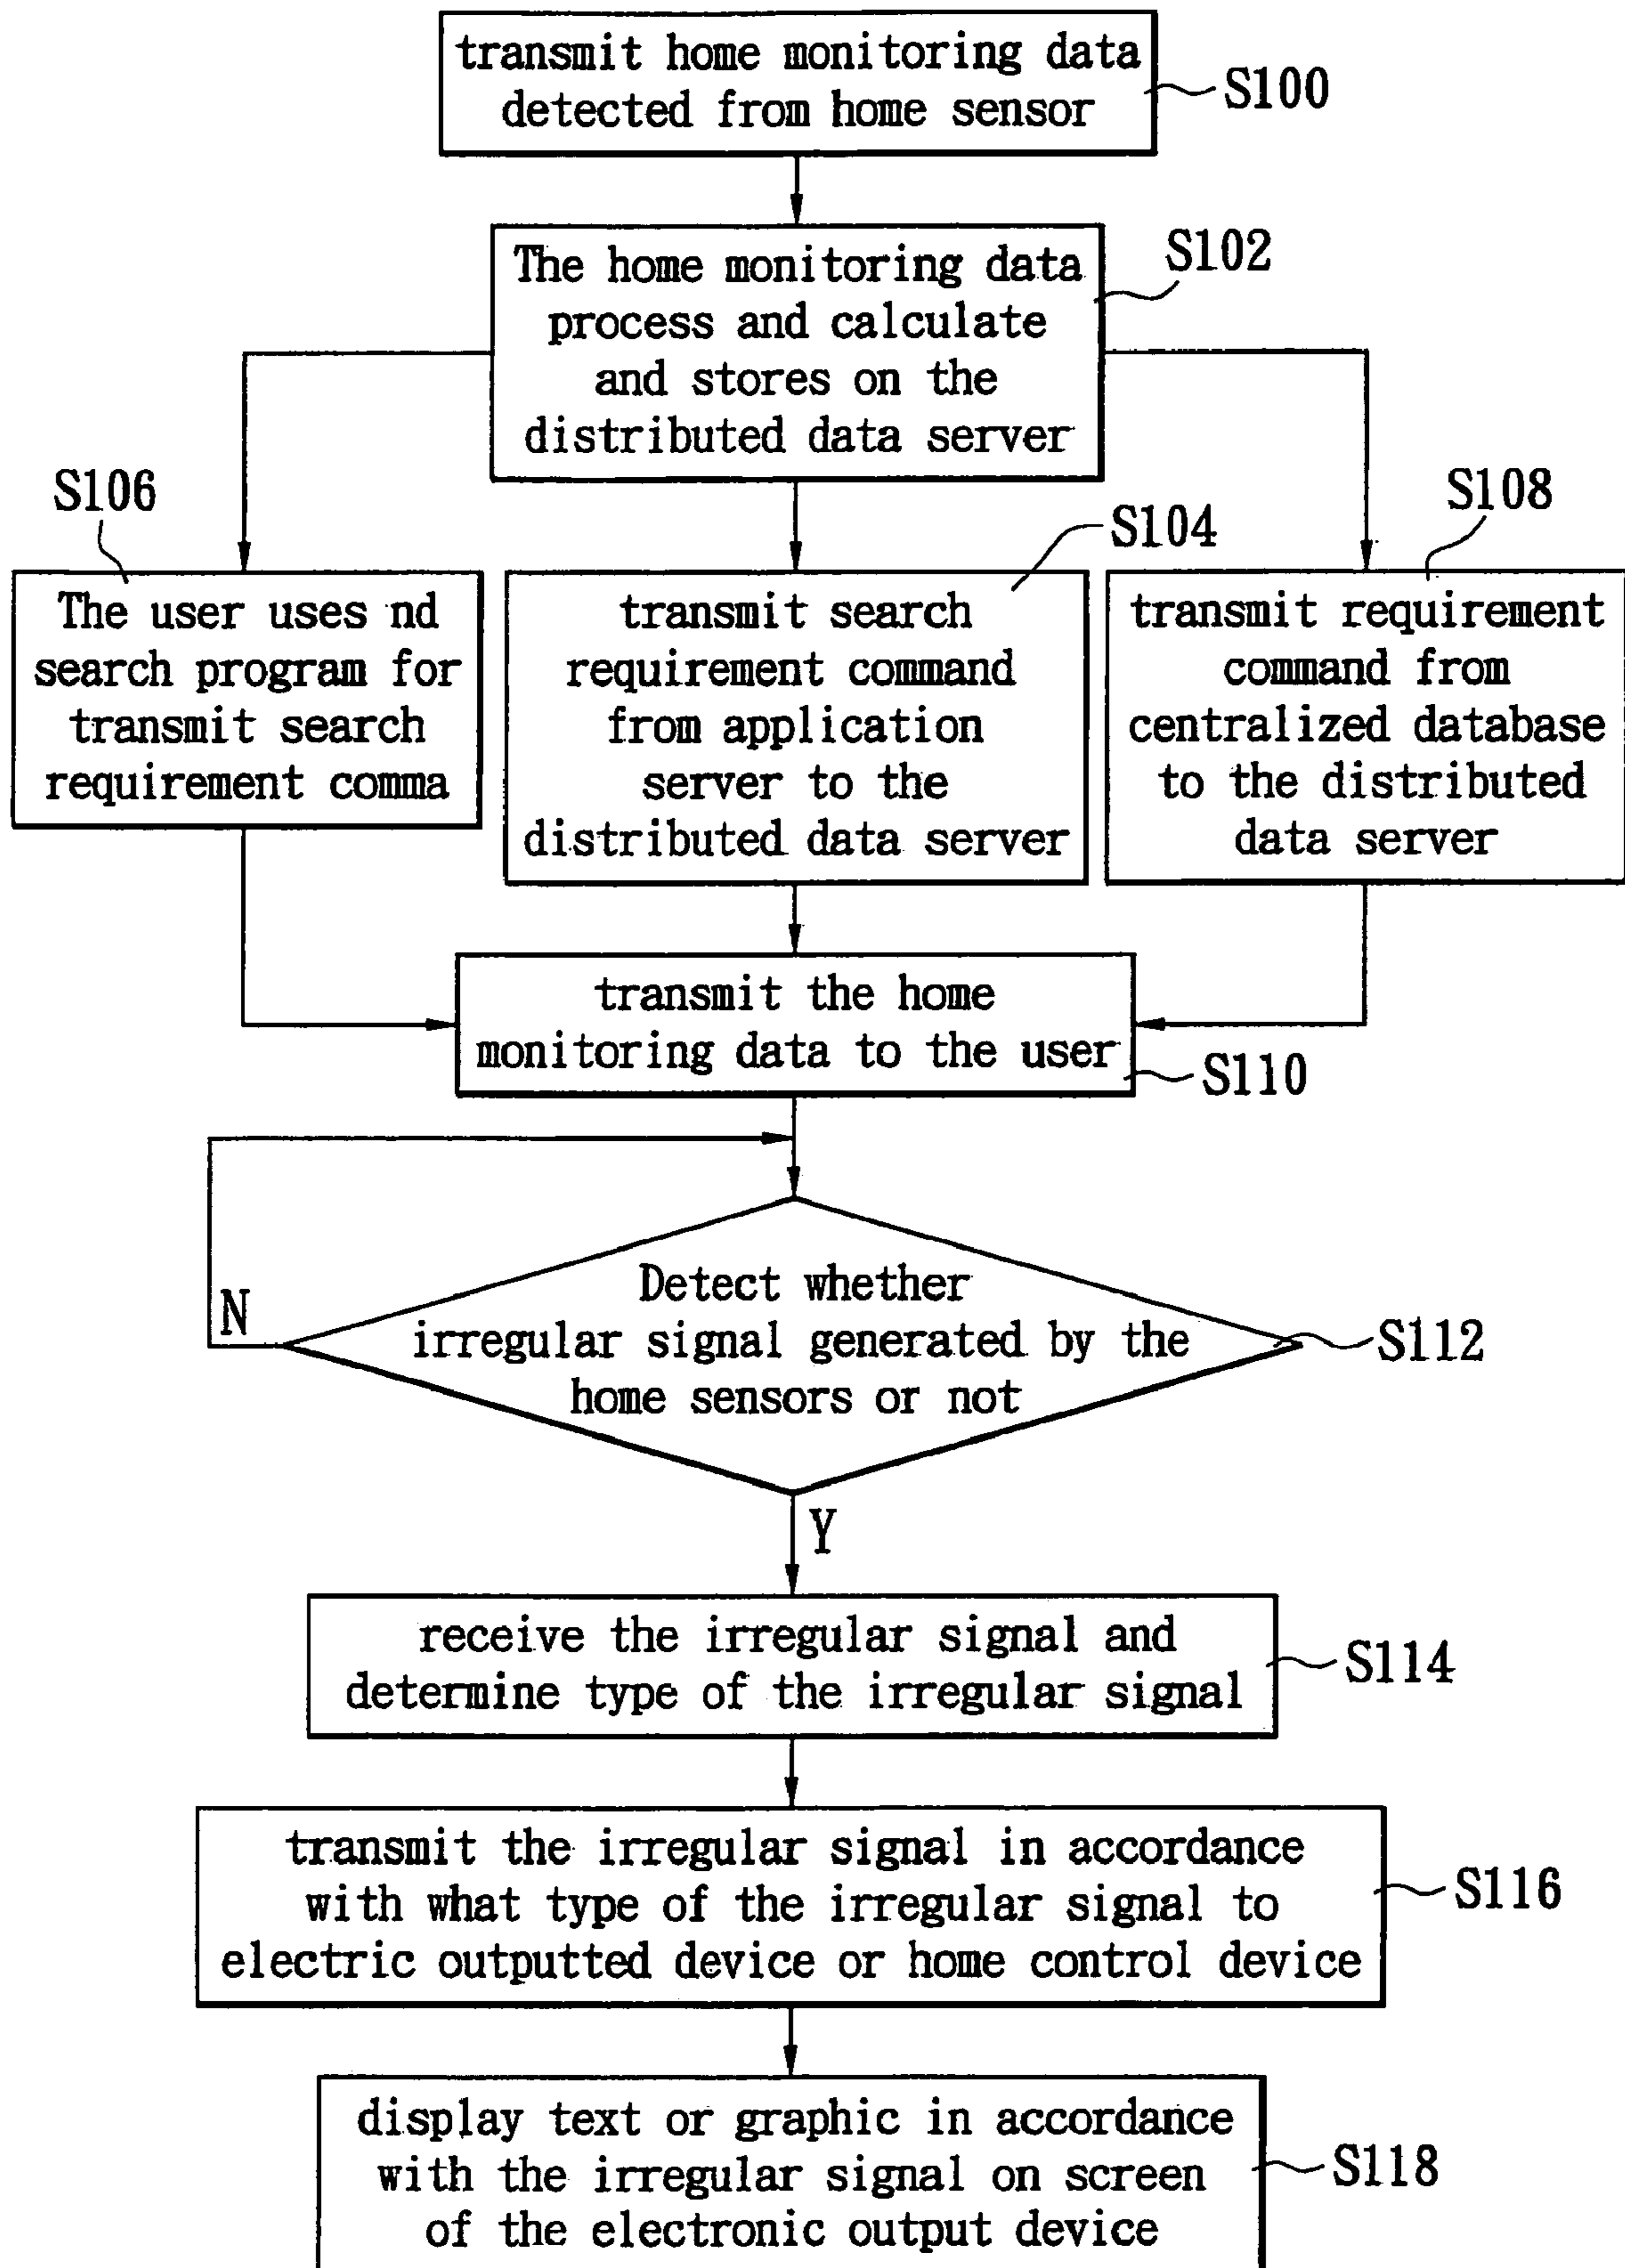 transmit home monitoring data
detected from home sensor
S100
The home monitoring data
process and calculate
and stores on the
distributed data server
S102
S106
The user uses nd
search program for
transmit search
requirement comma
S104
transmit search
requirement command
from application
server to the
distributed data server
S108
transmit requirement
command from
centralized database
to the distributed
data server
transmit the home
monitoring data to the user
S110
Detect whether
irregular signal generated by the
home sensors or not
S112
N
Y
receive the irregular signal and
determine type of the irregular signal
S114
transmit the irregular signal in accordance
with what type of the irregular signal to
electric outputted device or home control device
S116
display text or graphic in accordance
with the irregular signal on screen
of the electronic output device
S118